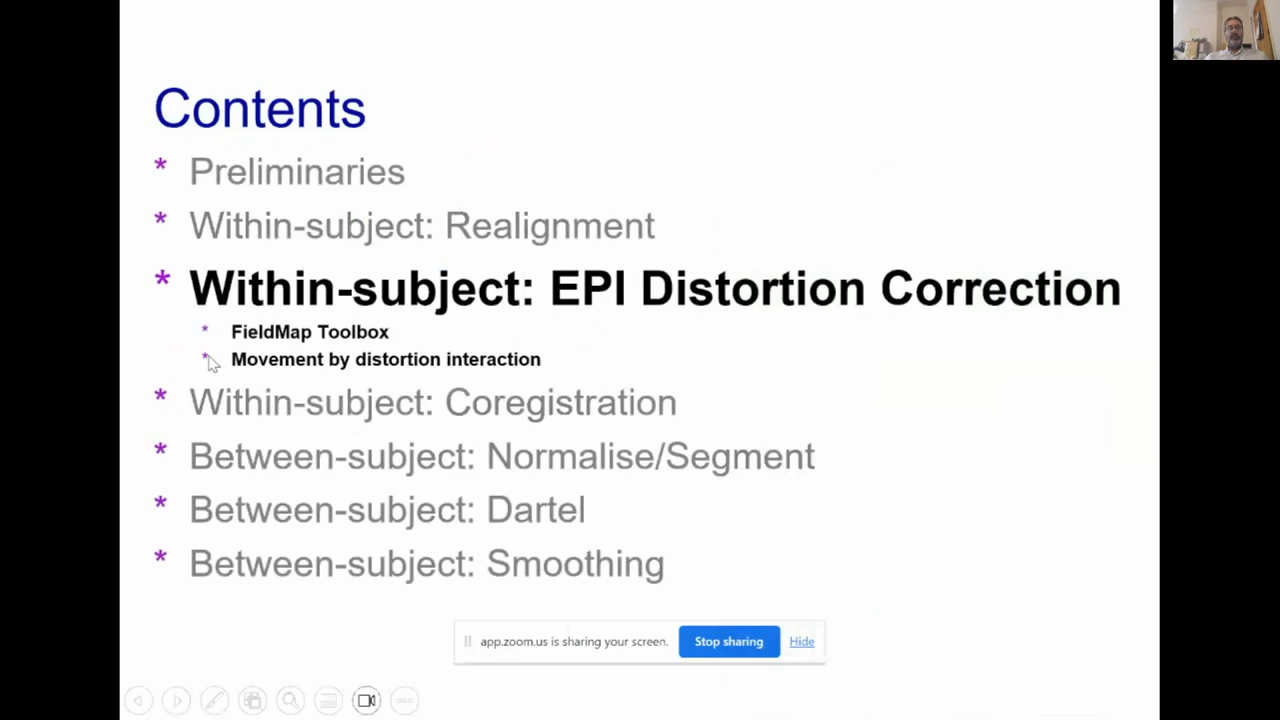 Contents
* Preliminaries
* Within-subject: Realignment
* Within-subject: EPI Distortion Correction
* FieldMap Toolbox
* Movement by distortion interaction
* Within-subject: Coregistration
* Between-subject: Normalise/Segment
* Between-subject: Dartel
* Between-subject: Smoothing
app.zoom.us is sharing your screen. Stop sharing Hide